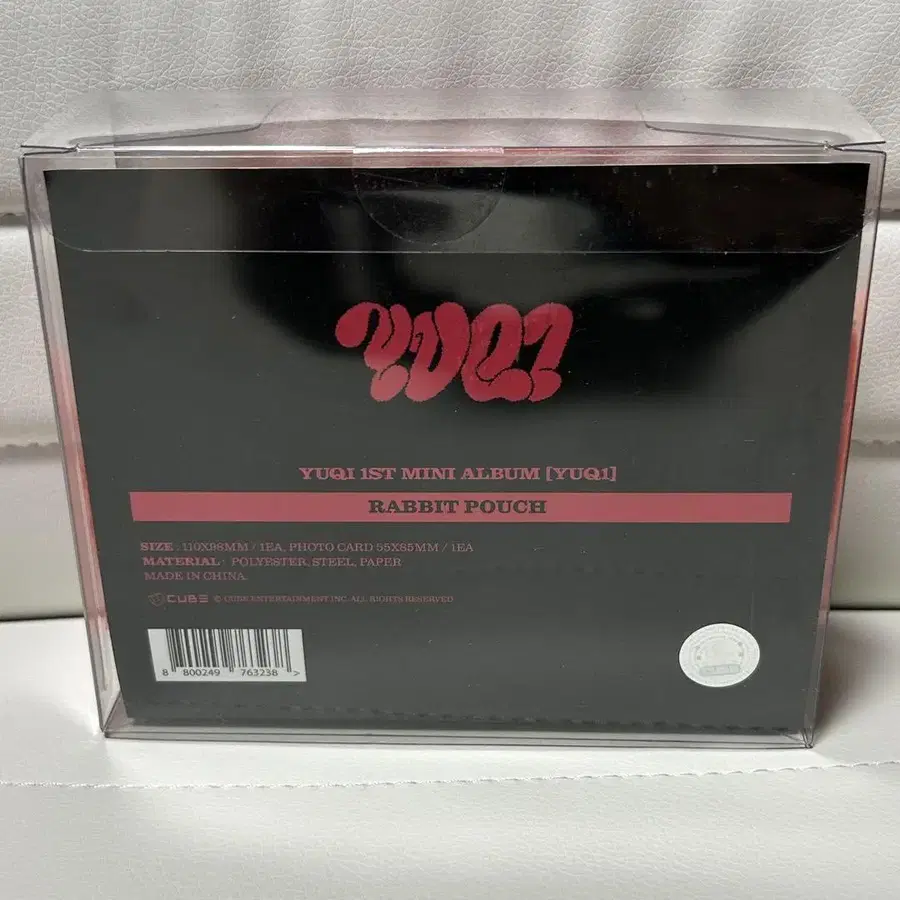 YUQ1
YUQI 1ST MINI ALBUM [YUQ1]
RABBIT POUCH
SIZE : 110X98MM / 1EA, PHOTO CARD 55X85MM / 1EA
MATERIAL : POLYESTER, STEEL, PAPER
MADE IN CHINA.
CUBE © CUBE ENTERTAINMENT INC. ALL RIGHTS RESERVED
8 800249 763238 >